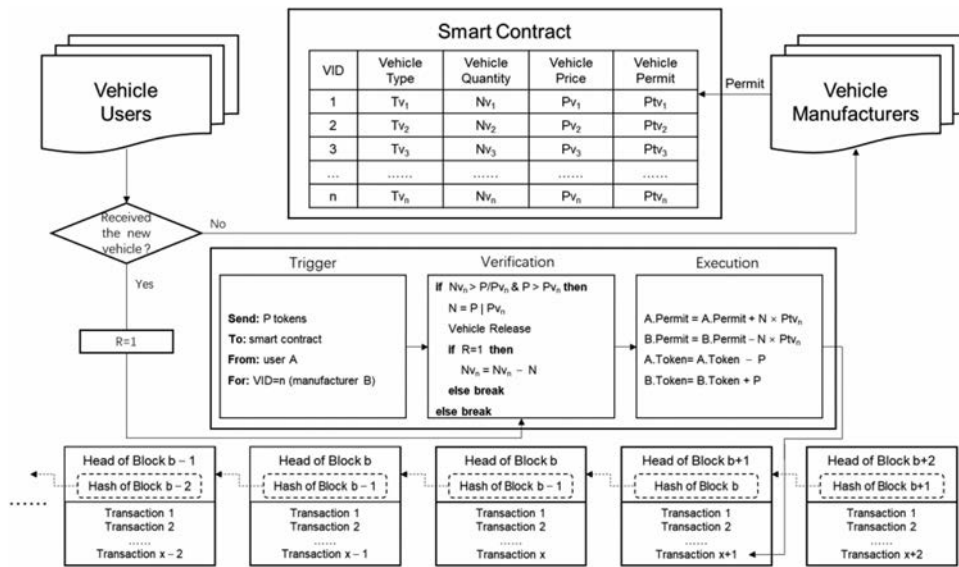 Vehicle
Users
Smart Contract
VID
Vehicle
Type
Vehicle
Quantity
Vehicle
Price
Vehicle
Permit
1 Tv₁ Nv₁ Pv₁ Ptv₁
2 Tv₂ Nv₂ Pv₂ Ptv₂
3 Tv₃ Nv₃ Pv₃ Ptv₃
... ...... ...... ...... ......
n Tvₙ Nvₙ Pvₙ Ptvₙ
Permit
Vehicle
Manufacturers
Received
the new
vehicle?
No
Yes
R=1
Trigger
Send: P tokens
To: smart contract
From: user A
For: VID=n (manufacturer B)
Verification
if Nvₙ > P/Pvₙ & P > Pvₙ then
N = P | Pvₙ
Vehicle Release
if R=1 then
Nvₙ = Nvₙ − N
else break
else break
Execution
A.Permit = A.Permit + N × Ptvₙ
B.Permit = B.Permit − N × Ptvₙ
A.Token= A.Token − P
B.Token= B.Token + P
......
Head of Block b − 1
Hash of Block b − 2
Transaction 1
Transaction 2
......
Transaction x − 2
Head of Block b
Hash of Block b − 1
Transaction 1
Transaction 2
......
Transaction x − 1
Head of Block b
Hash of Block b − 1
Transaction 1
Transaction 2
......
Transaction x
Head of Block b+1
Hash of Block b
Transaction 1
Transaction 2
......
Transaction x+1
Head of Block b+2
Hash of Block b+1
Transaction 1
Transaction 2
......
Transaction x+2